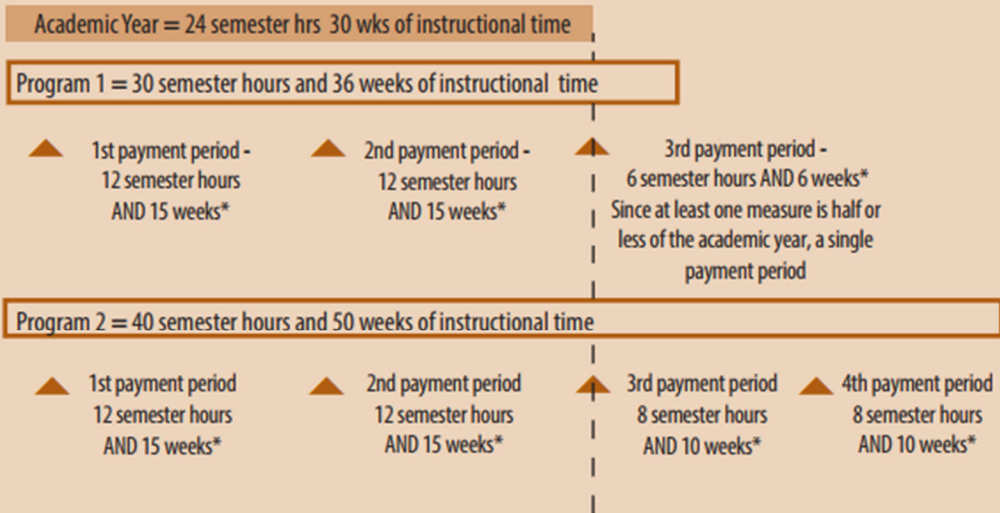 Academic Year = 24 semester hrs 30 wks of instructional time
Program 1 = 30 semester hours and 36 weeks of instructional time
1st payment period -
12 semester hours
AND 15 weeks*
2nd payment period -
12 semester hours
AND 15 weeks*
3rd payment period -
6 semester hours AND 6 weeks*
Since at least one measure is half or
less of the academic year, a single
payment period
Program 2 = 40 semester hours and 50 weeks of instructional time
1st payment period
12 semester hours
AND 15 weeks*
2nd payment period
12 semester hours
AND 15 weeks*
3rd payment period
8 semester hours
AND 10 weeks*
4th payment period
8 semester hours
AND 10 weeks*